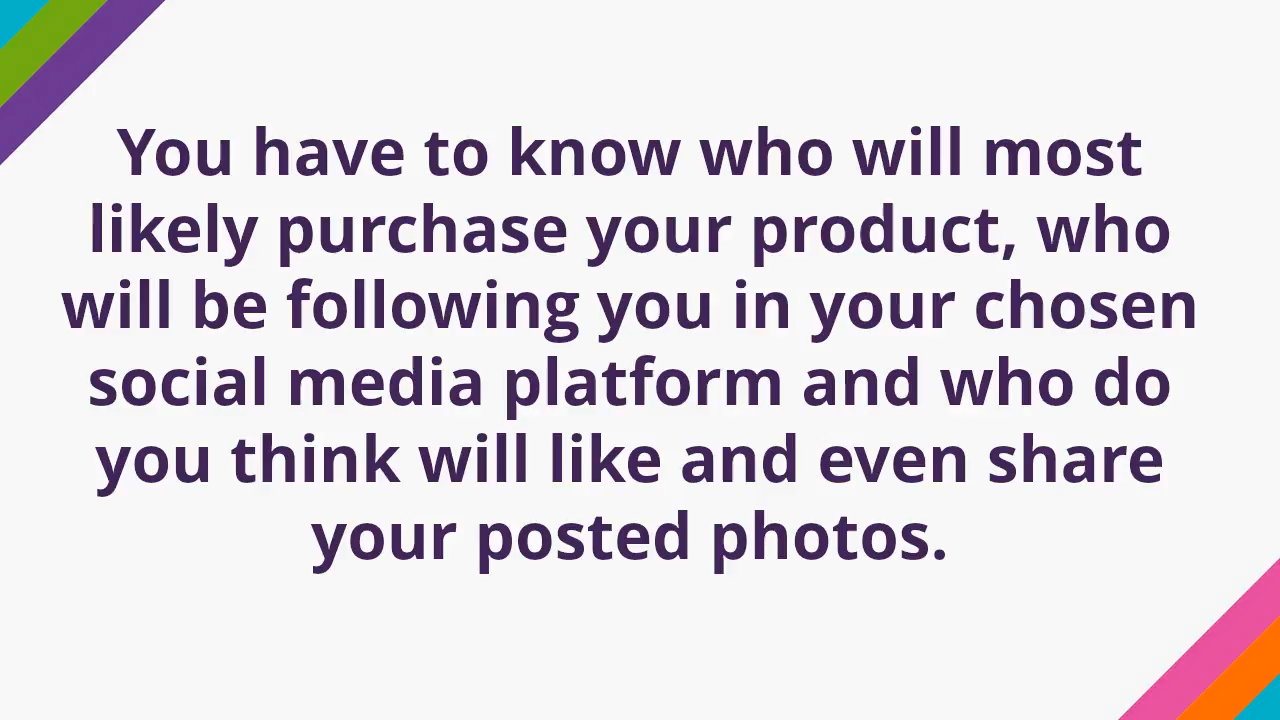 You have to know who will most
likely purchase your product, who
will be following you in your chosen
social media platform and who do
you think will like and even share
your posted photos.